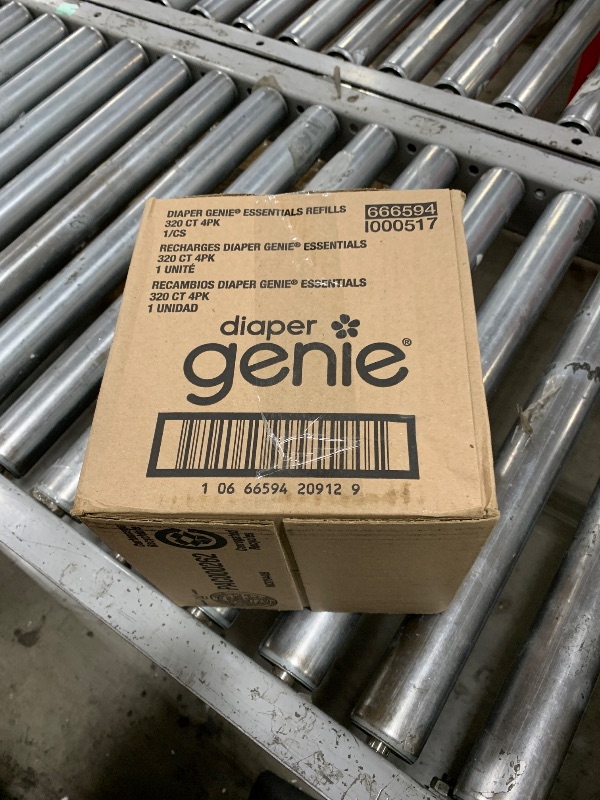 DIAPER GENIE® ESSENTIALS REFILLS
320 CT 4PK
1/CS
666594
I000517
RECHARGES DIAPER GENIE® ESSENTIALS
320 CT 4PK
1 UNITÉ
RECAMBIOS DIAPER GENIE® ESSENTIALS
320 CT 4PK
1 UNIDAD
diaper
genie®
1 06 66594 20912 9